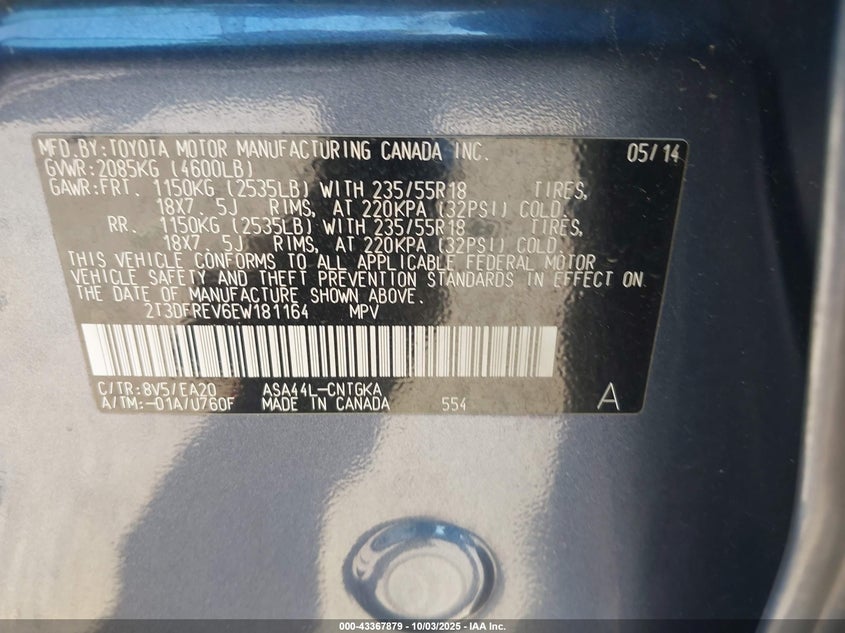 MFD.BY:TOYOTA MOTOR MANUFACTURING CANADA INC. 05/14
GVWR:2085KG (4600LB)
GAWR:FRT. 1150KG (2535LB) WITH 235/55R18 TIRES,
18X7.5J RIMS, AT 220KPA (32PSI) COLD.
RR. 1150KG (2535LB) WITH 235/55R18 TIRES,
18X7.5J RIMS, AT 220KPA (32PSI) COLD.
THIS VEHICLE CONFORMS TO ALL APPLICABLE FEDERAL MOTOR
VEHICLE SAFETY AND THEFT PREVENTION STANDARDS IN EFFECT ON
THE DATE OF MANUFACTURE SHOWN ABOVE.
2T3DFREV6EW181164 MPV
C/TR:8V5/EA20 ASA44L-CNTGKA
A/TM:-01A/U760F MADE IN CANADA 554 A
000-43367879 - 10/03/2025 - IAA Inc.